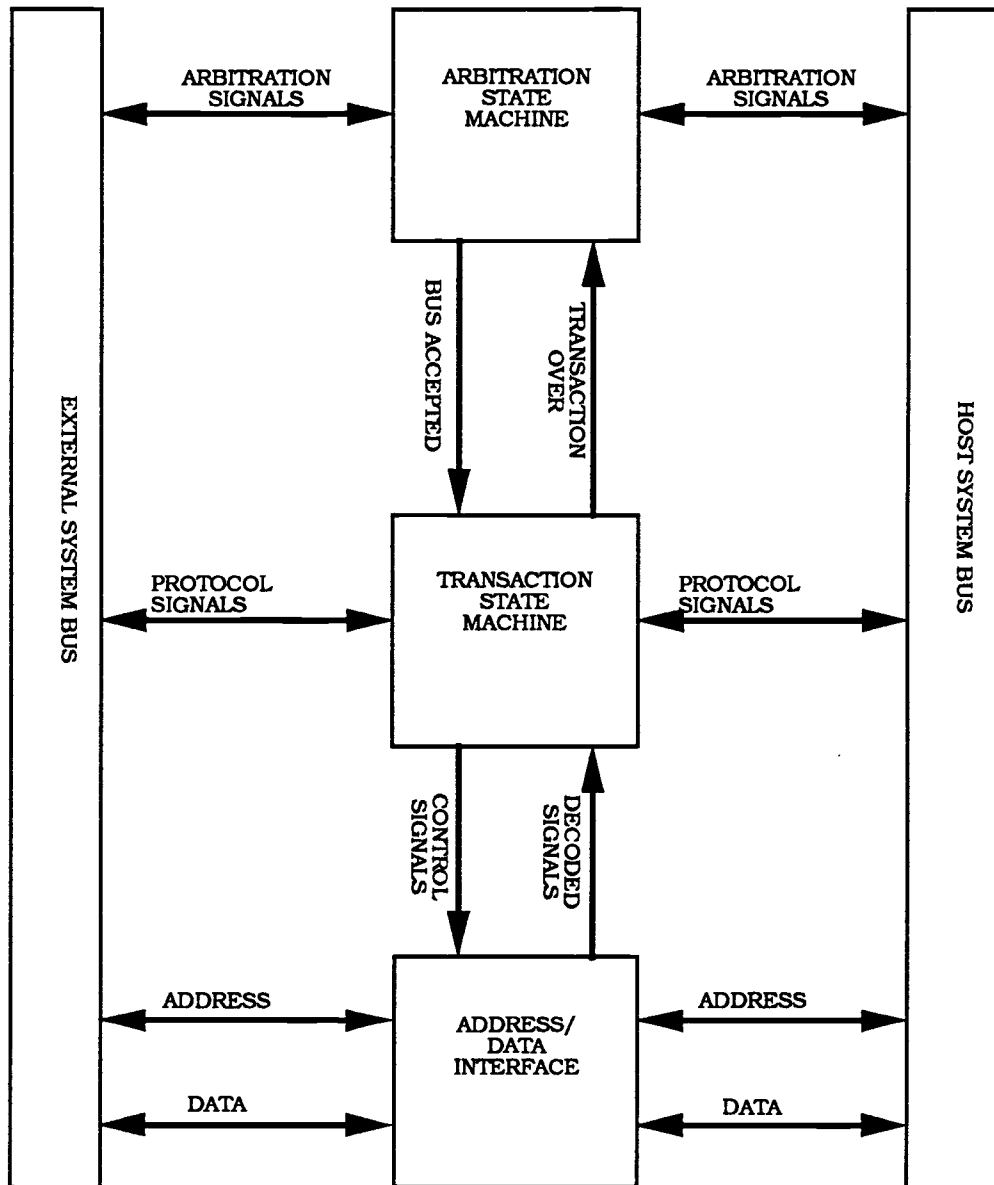 ARBITRATION
SIGNALS
ARBITRATION
STATE
MACHINE
ARBITRATION
SIGNALS
BUS ACCEPTED
TRANSACTION
OVER
EXTERNAL SYSTEM BUS
HOST SYSTEM BUS
PROTOCOL
SIGNALS
TRANSACTION
STATE
MACHINE
PROTOCOL
SIGNALS
CONTROL
SIGNALS
DECODED
SIGNALS
ADDRESS
ADDRESS/
DATA
INTERFACE
ADDRESS
DATA
DATA